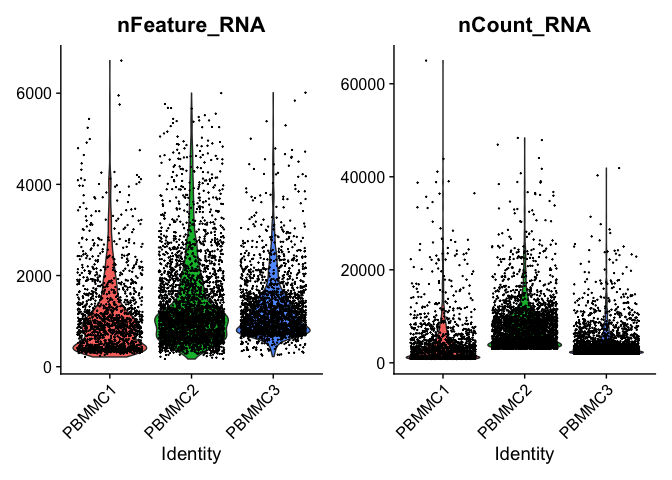 nFeature_RNA
6000
4000
2000
0
PBMMC1
PBMMC2
PBMMC3
Identity
nCount_RNA
60000
40000
20000
0
PBMMC1
PBMMC2
PBMMC3
Identity